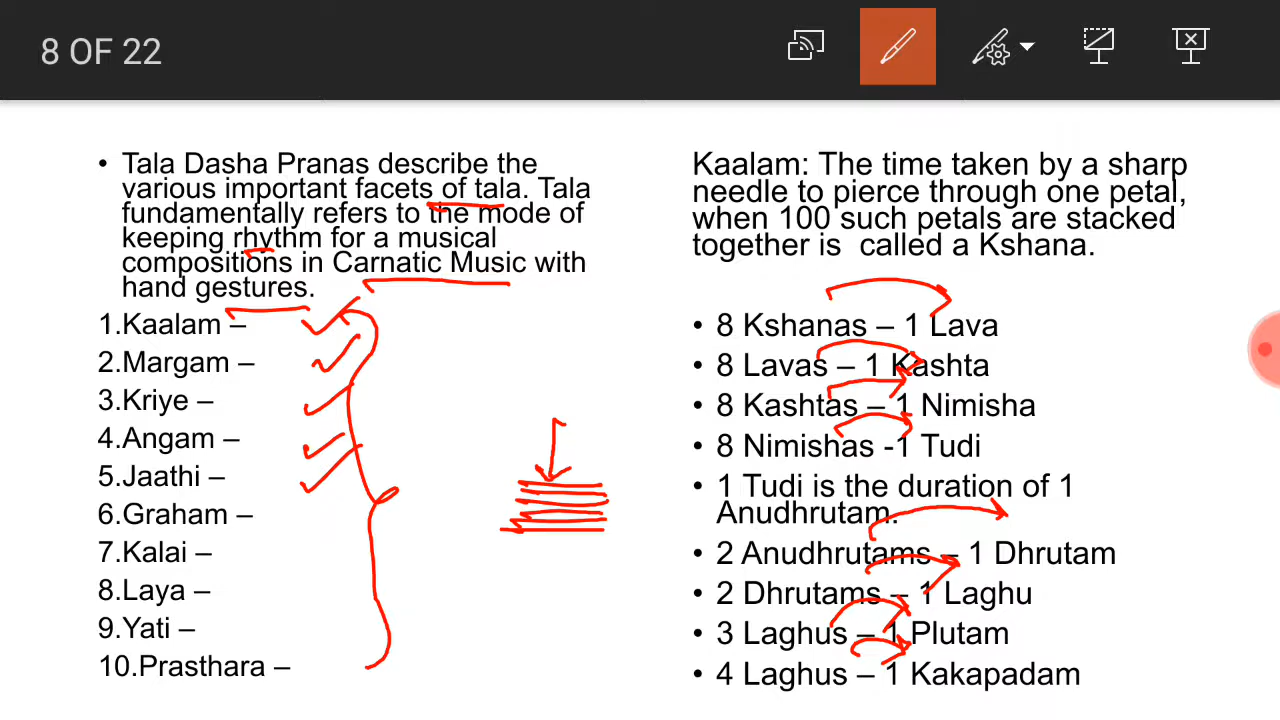 8 OF 22
• Tala Dasha Pranas describe the
various important facets of tala. Tala
fundamentally refers to the mode of
keeping rhythm for a musical
compositions in Carnatic Music with
hand gestures.
1.Kaalam –
2.Margam –
3.Kriye –
4.Angam –
5.Jaathi –
6.Graham –
7.Kalai –
8.Laya –
9.Yati –
10.Prasthara –
Kaalam: The time taken by a sharp
needle to pierce through one petal,
when 100 such petals are stacked
together is called a Kshana.
• 8 Kshanas – 1 Lava
• 8 Lavas – 1 Kashta
• 8 Kashtas – 1 Nimisha
• 8 Nimishas -1 Tudi
• 1 Tudi is the duration of 1
Anudhrutam.
• 2 Anudhrutams – 1 Dhrutam
• 2 Dhrutams – 1 Laghu
• 3 Laghus – 1 Plutam
• 4 Laghus – 1 Kakapadam